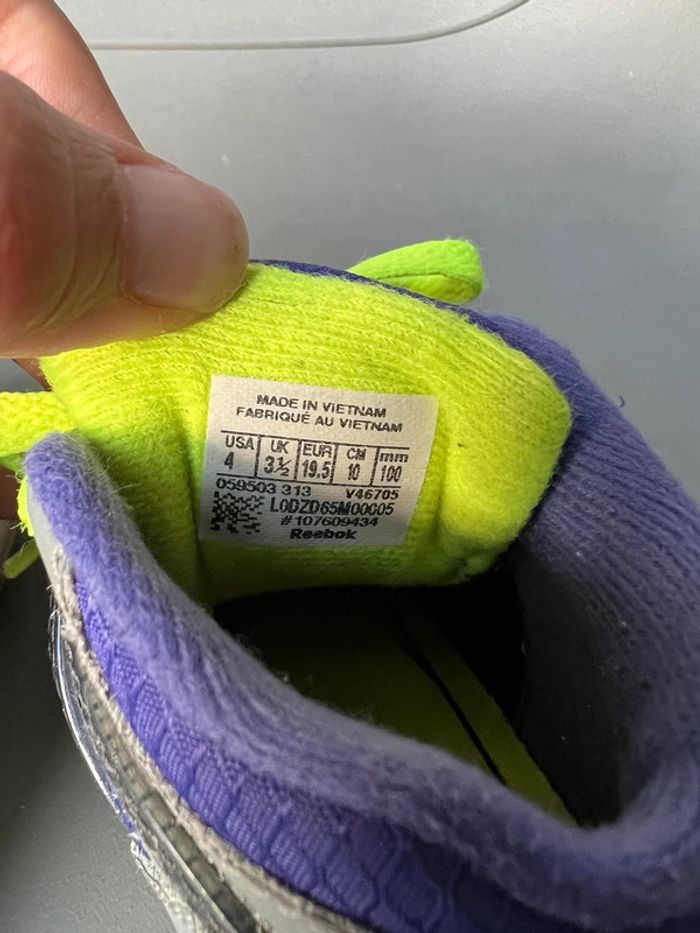 MADE IN VIETNAM
FABRIQUÉ AU VIETNAM
USA UK EUR CM mm
4 3½ 19.5 10 100
059503 313 V46705
L0DZD65M00005
#107609434
Reebok